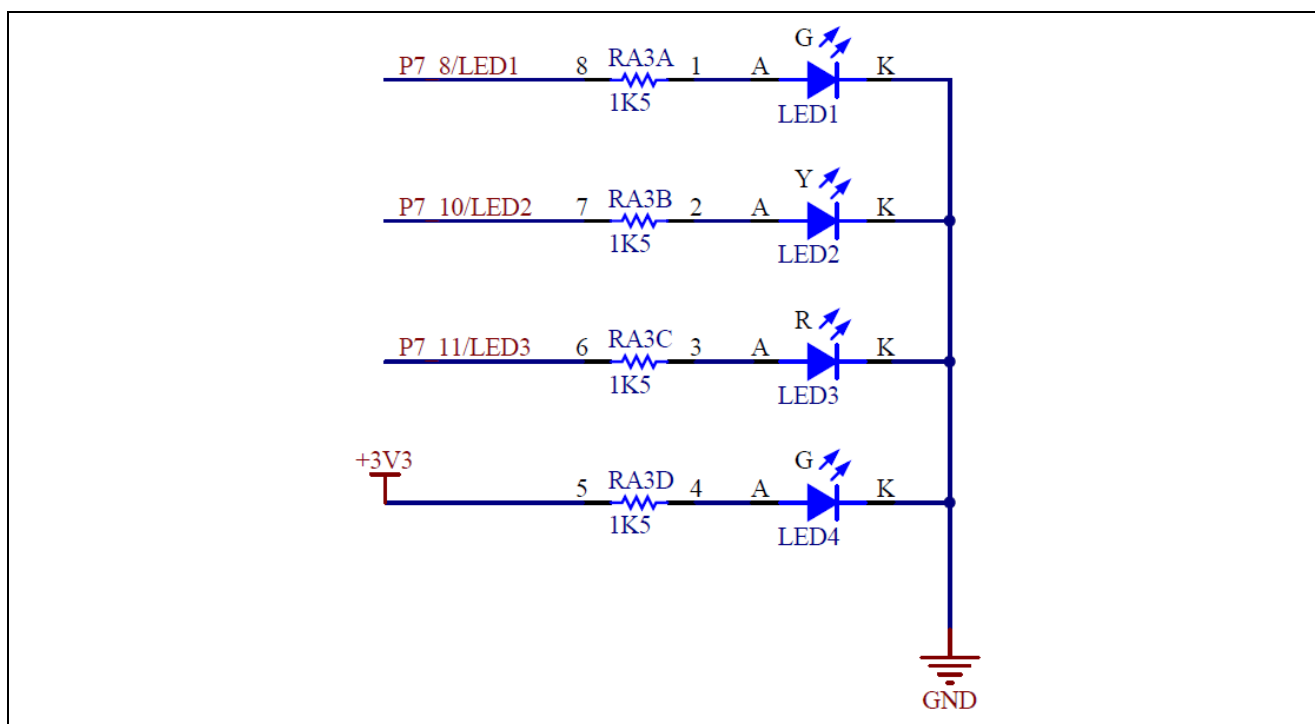 G
P7_8/LED1 8 RA3A 1 A K
1K5 LED1
Y
P7_10/LED2 7 RA3B 2 A K
1K5 LED2
R
P7_11/LED3 6 RA3C 3 A K
1K5 LED3
G
+3V3 5 RA3D 4 A K
1K5 LED4
GND